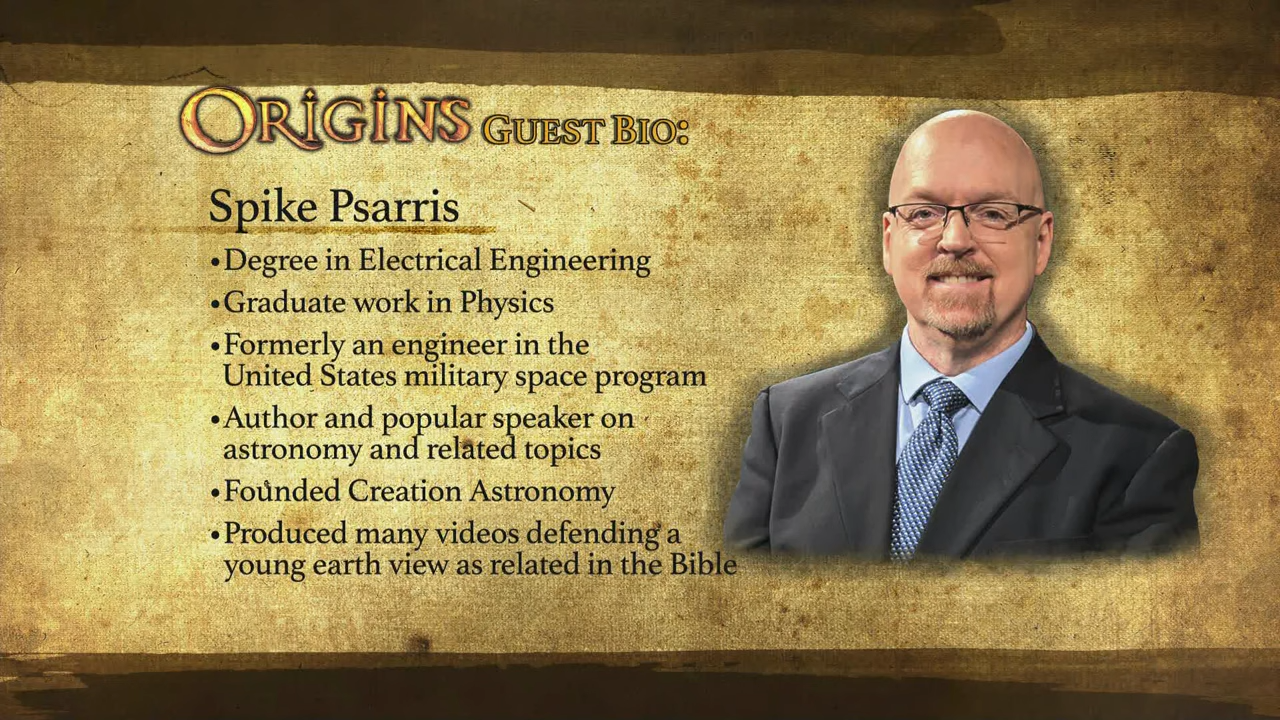 Origins Guest Bio:
Spike Psarris
•Degree in Electrical Engineering
•Graduate work in Physics
•Formerly an engineer in the
United States military space program
•Author and popular speaker on
astronomy and related topics
•Founded Creation Astronomy
•Produced many videos defending a
young earth view as related in the Bible